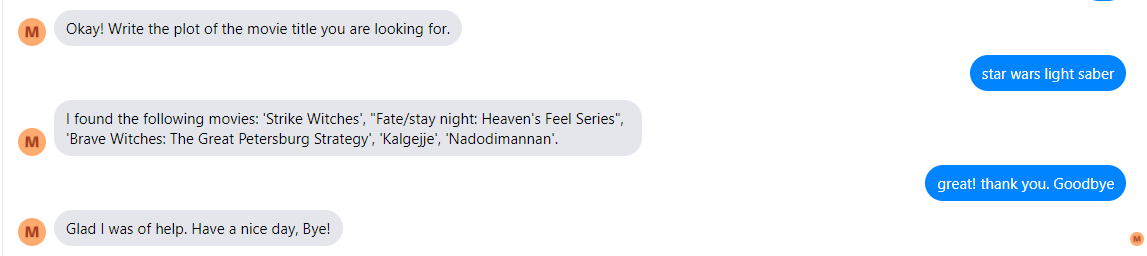 M
Okay! Write the plot of the movie title you are looking for.
star wars light saber
M
I found the following movies: 'Strike Witches', "Fate/stay night: Heaven's Feel Series",
'Brave Witches: The Great Petersburg Strategy', 'Kalgejje', 'Nadodimannan'.
great! thank you. Goodbye
M
Glad I was of help. Have a nice day, Bye!
M